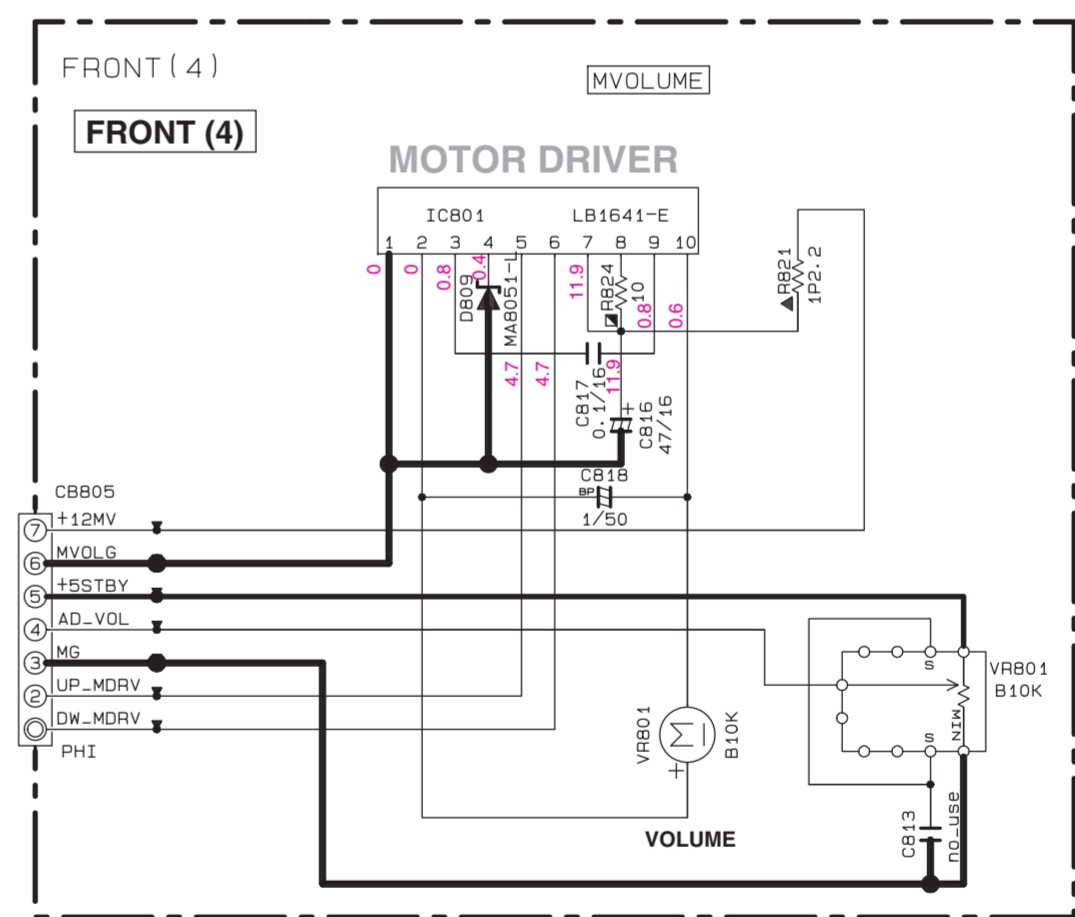 FRONT(4)
MVOLUME
FRONT (4)
MOTOR DRIVER
IC801 LB1641-E
1 2 3 4 5 6 7 8 9 10
0
0
0.8
0.4
D809
MA8051-L
4.7
4.7
11.9
R824
10
0.8
0.6
11.9
R821
1P2.2
C817
0.1/16
+
C816
47/16
C818
BP
1/50
CB805
7 +12MV
6 MVOLG
5 +5STBY
4 AD_VOL
3 MG
2 UP_MDRV
DW_MDRV
PHI
VR801
M
+
B10K
VOLUME
S
VR801
B10K
MIN
S
C813
no_use